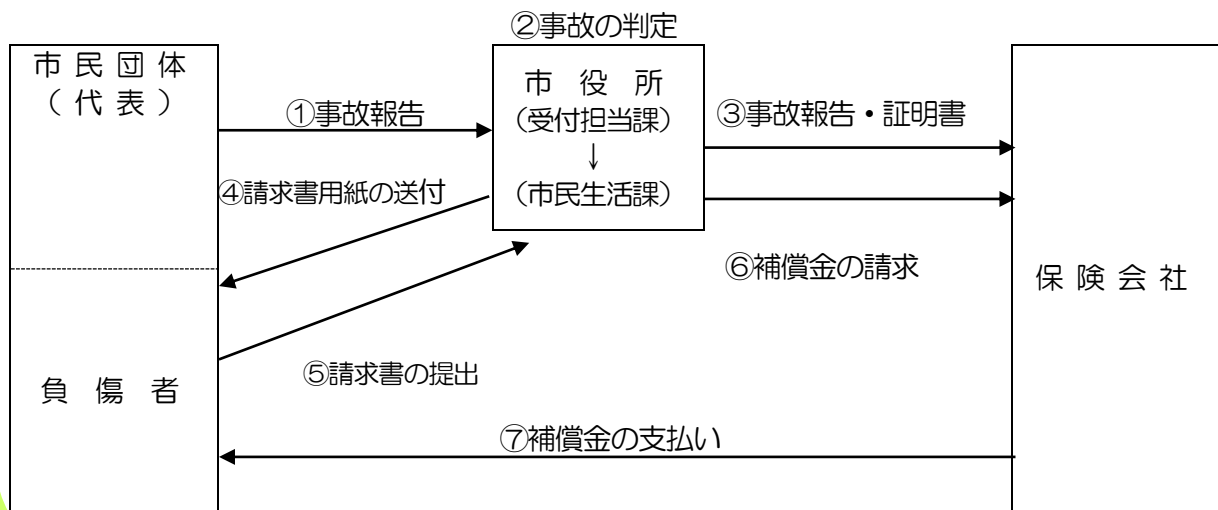 ②事故の判定
市民団体
(代表)
①事故報告
市役所
(受付担当課)
↓
(市民生活課)
③事故報告・証明書
④請求書用紙の送付
⑥補償金の請求
保険会社
⑤請求書の提出
負傷者
⑦補償金の支払い